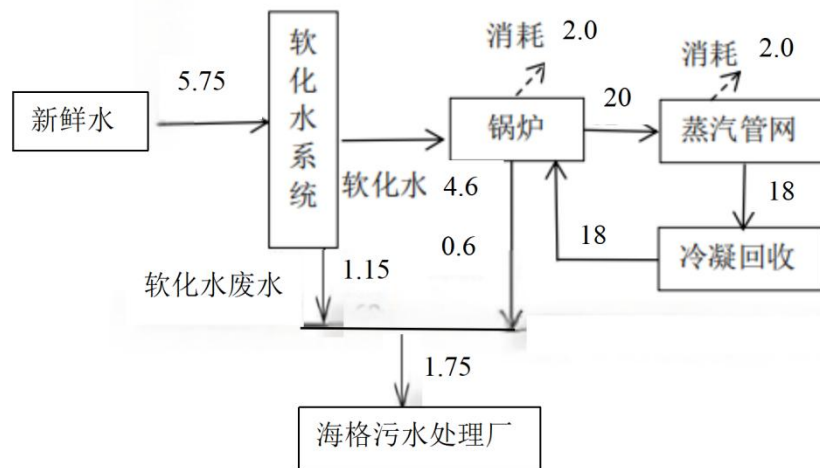 消耗 2.0
消耗 2.0
5.75
软化水系统
新鲜水
锅炉
20
蒸汽管网
软化水 4.6
18
0.6
18
冷凝回收
1.15
软化水废水
1.75
海格污水处理厂